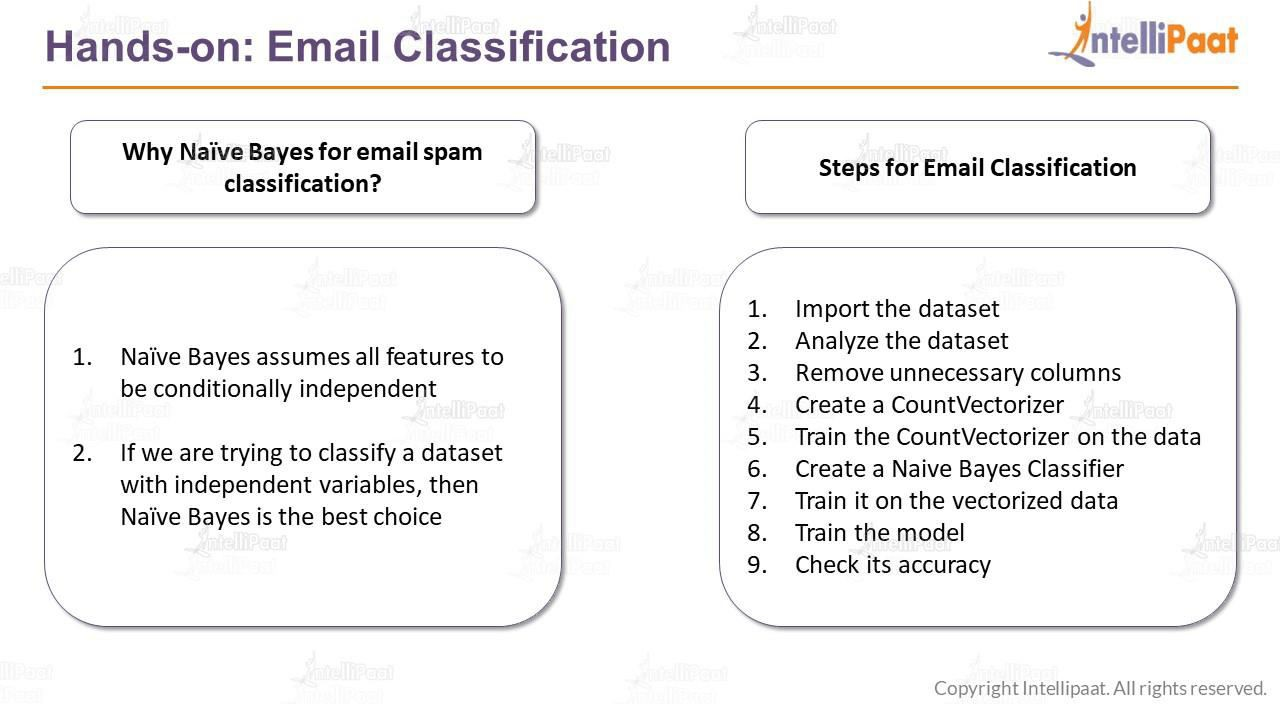 Hands-on: Email Classification
IntelliPaat
Why Naïve Bayes for email spam
classification?
1. Naïve Bayes assumes all features to
be conditionally independent
2. If we are trying to classify a dataset
with independent variables, then
Naïve Bayes is the best choice
Steps for Email Classification
1. Import the dataset
2. Analyze the dataset
3. Remove unnecessary columns
4. Create a CountVectorizer
5. Train the CountVectorizer on the data
6. Create a Naive Bayes Classifier
7. Train it on the vectorized data
8. Train the model
9. Check its accuracy
Copyright Intellipaat. All rights reserved.